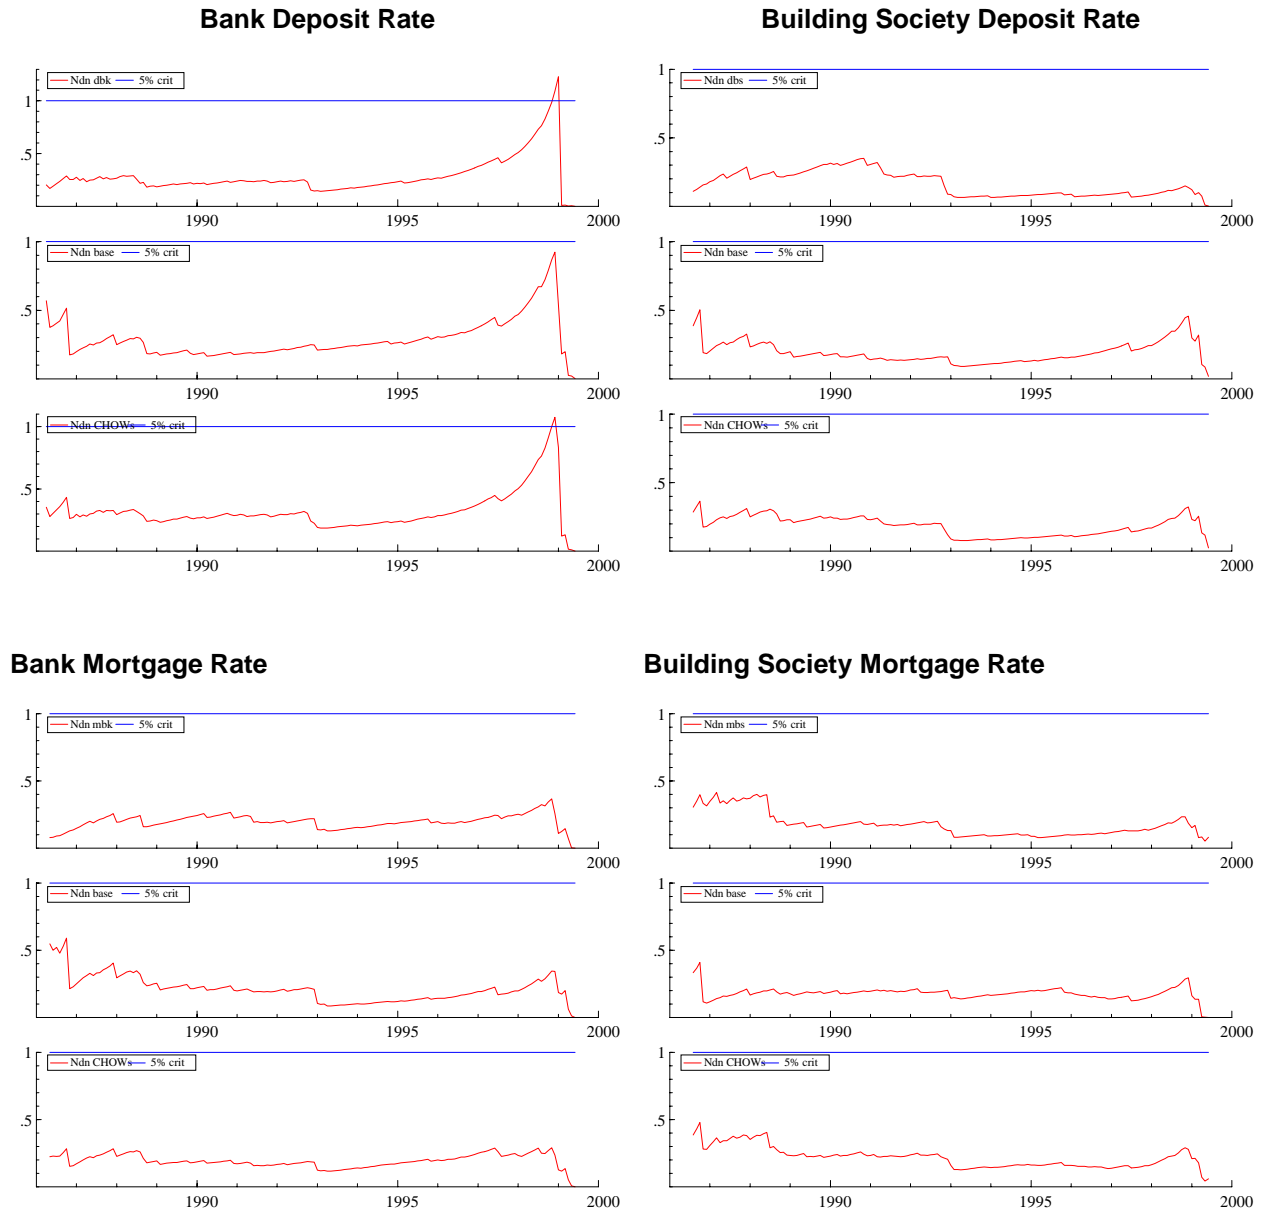 Bank Deposit Rate
Ndn dbk 5% crit
1
.5
1990 1995 2000
1
Ndn base 5% crit
.5
1990 1995 2000
Ndn CHOWs 5% crit
1
.5
1990 1995 2000
Building Society Deposit Rate
1
Ndn dbs 5% crit
.5
1990 1995 2000
1
Ndn base 5% crit
.5
1990 1995 2000
1
Ndn CHOWs 5% crit
.5
1990 1995 2000
Bank Mortgage Rate
1
Ndn mbk 5% crit
.5
1990 1995 2000
1
Ndn base 5% crit
.5
1990 1995 2000
1
Ndn CHOWs 5% crit
.5
1990 1995 2000
Building Society Mortgage Rate
1
Ndn mbs 5% crit
.5
1990 1995 2000
1
Ndn base 5% crit
.5
1990 1995 2000
1
Ndn CHOWs 5% crit
.5
1990 1995 2000